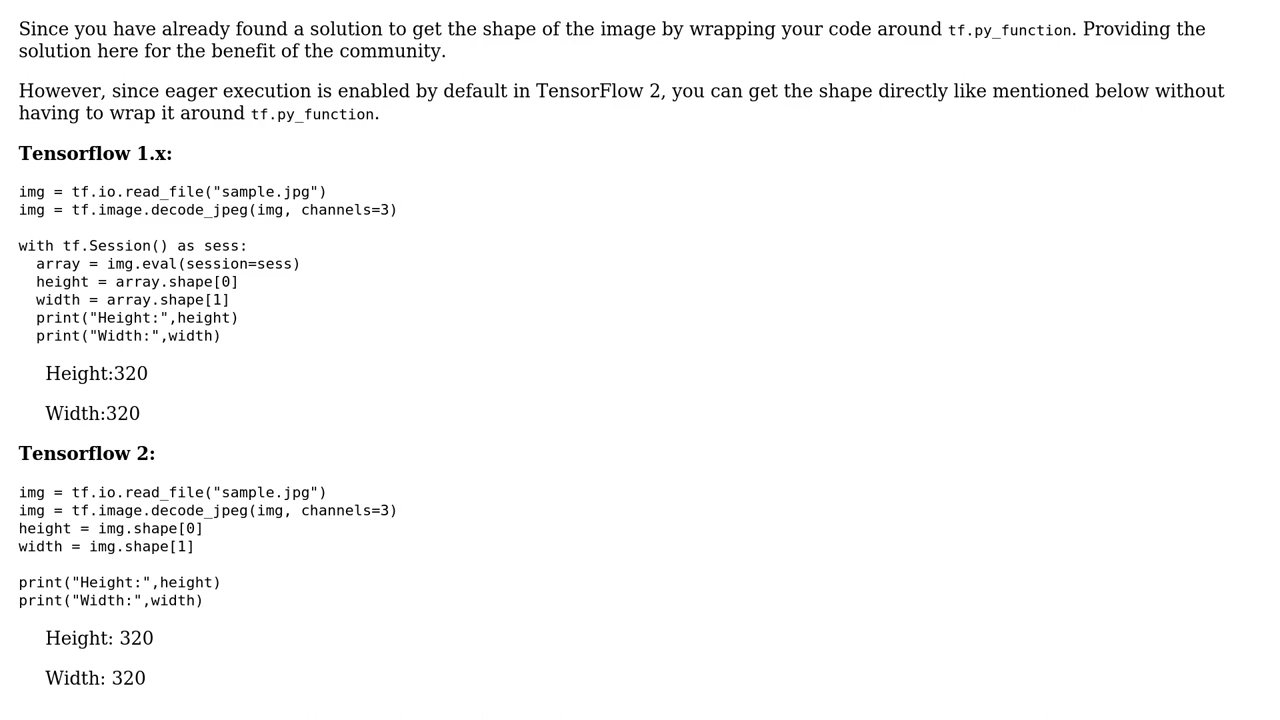 Since you have already found a solution to get the shape of the image by wrapping your code around tf.py_function. Providing the
solution here for the benefit of the community.
However, since eager execution is enabled by default in TensorFlow 2, you can get the shape directly like mentioned below without
having to wrap it around tf.py_function.
Tensorflow 1.x:
img = tf.io.read_file("sample.jpg")
img = tf.image.decode_jpeg(img, channels=3)
with tf.Session() as sess:
  array = img.eval(session=sess)
  height = array.shape[0]
  width = array.shape[1]
  print("Height:",height)
  print("Width:",width)
Height:320
Width:320
Tensorflow 2:
img = tf.io.read_file("sample.jpg")
img = tf.image.decode_jpeg(img, channels=3)
height = img.shape[0]
width = img.shape[1]
print("Height:",height)
print("Width:",width)
Height: 320
Width: 320